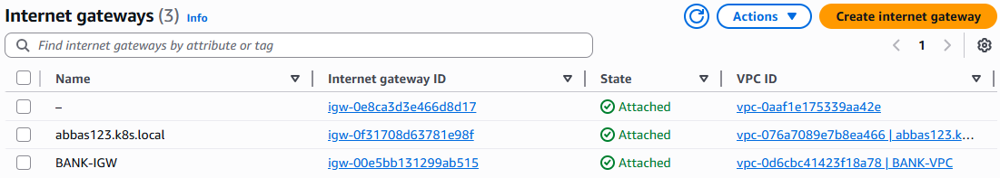 Internet gateways (3) Info
Actions
Create internet gateway
Find internet gateways by attribute or tag
1
Name Internet gateway ID State VPC ID
– igw-0e8ca3d3e466d8d17 Attached vpc-0aaf1e175339aa42e
abbas123.k8s.local igw-0f31708d63781e98f Attached vpc-076a7089e7b8ea466 | abbas123.k...
BANK-IGW igw-00e5bb131299ab515 Attached vpc-0d6cbc41423f18a78 | BANK-VPC